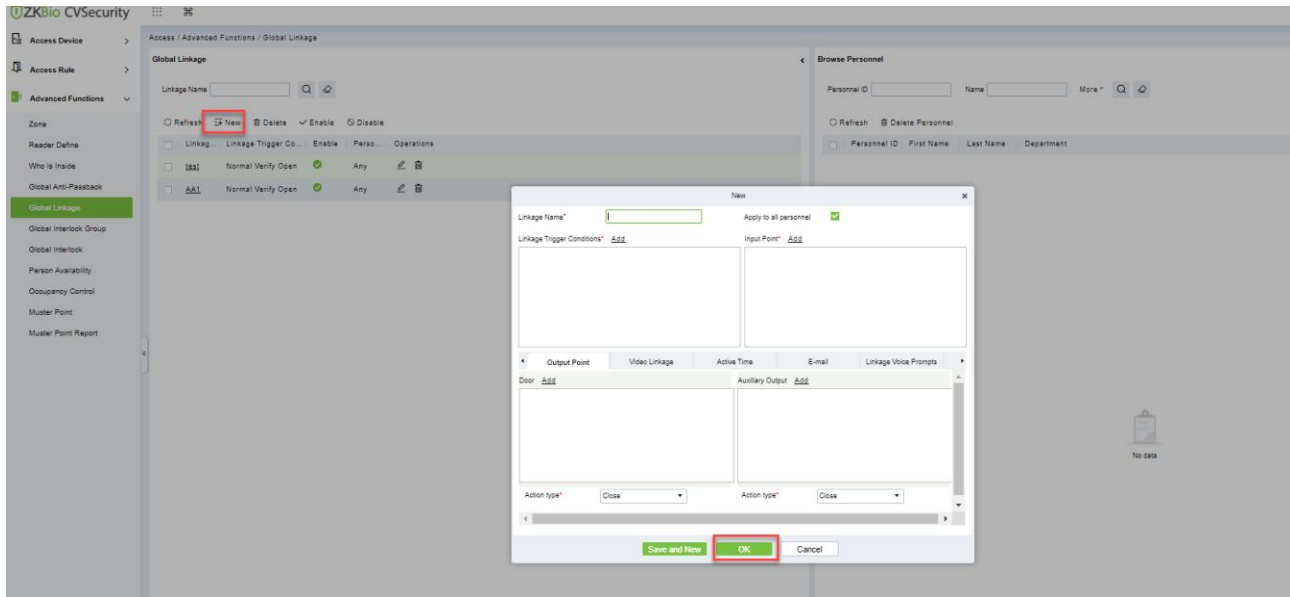 ZKBio CVSecurity
Access Device
Access Rule
Advanced Functions
Zone
Reader Define
Who Is Inside
Global Anti-Passback
Global Linkage
Global Interlock Group
Global Interlock
Person Availability
Occupancy Control
Muster Point
Muster Point Report
Access / Advanced Functions / Global Linkage
Global Linkage
Linkage Name
Refresh New Delete Enable Disable
Linkag... Linkage Trigger Co... Enable Perso... Operations
test Normal Verify Open Any
AA1 Normal Verify Open Any
Browse Personnel
Personnel ID Name More
Refresh Delete Personnel
Personnel ID First Name Last Name Department
No data
New
Linkage Name* Apply to all personnel
Linkage Trigger Conditions* Add Input Point* Add
Output Point Video Linkage Active Time E-mail Linkage Voice Prompts
Door Add Auxiliary Output Add
Action type* Close Action type* Close
Save and New OK Cancel